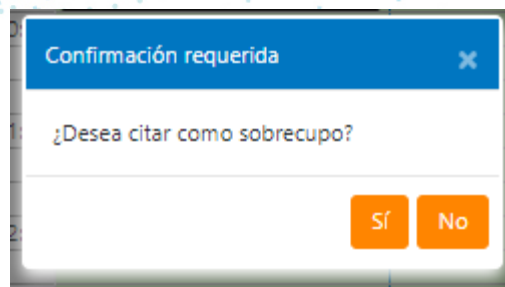 Confirmación requerida ×
¿Desea citar como sobrecupo?
Sí No